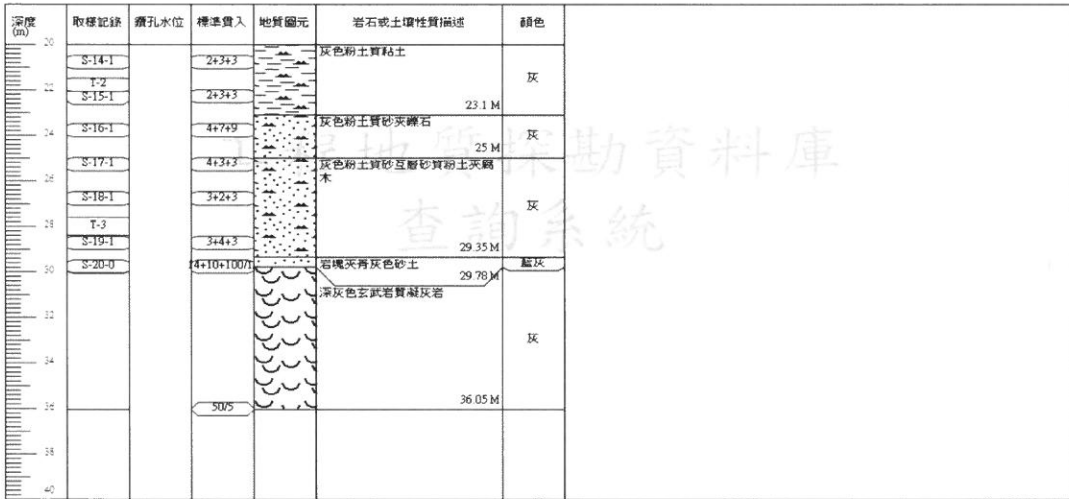 深度 取樣記錄 鑽孔水位 標準貫入 地質圖元 岩石或土壤性質描述 顏色
(m)
20
灰色粉土質黏土
S-14-1 2+3+3
灰
T-2
22
S-15-1 2+3+3
23.1 M
灰色粉土質砂夾礫石
S-16-1 4+7+9
24
灰
25 M
S-17-1 4+3+3
灰色粉土質砂互層砂質粉土夾
木
26
S-18-1 3+2+3
灰
T-3
28
S-19-1 3+4+3
29.35 M
S-20-0 14+10+100/1 岩塊夾青灰色砂土
30
29.78 M
深灰色玄武岩質凝灰岩
32
灰
34
36.05 M
36
50/5
38
40
工程地質探勘資料庫
查詢系統